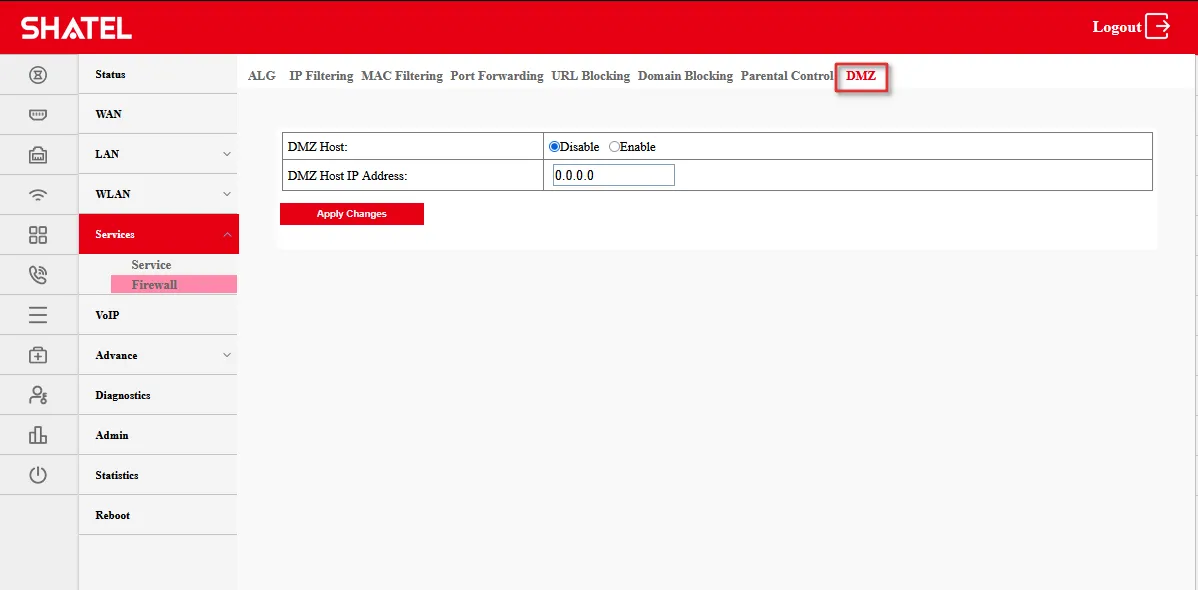 SHATEL
Logout
Status
WAN
LAN
WLAN
Services
Service
Firewall
VoIP
Advance
Diagnostics
Admin
Statistics
Reboot
ALG IP Filtering MAC Filtering Port Forwarding URL Blocking Domain Blocking Parental Control DMZ
DMZ Host: Disable Enable
DMZ Host IP Address: 0.0.0.0
Apply Changes